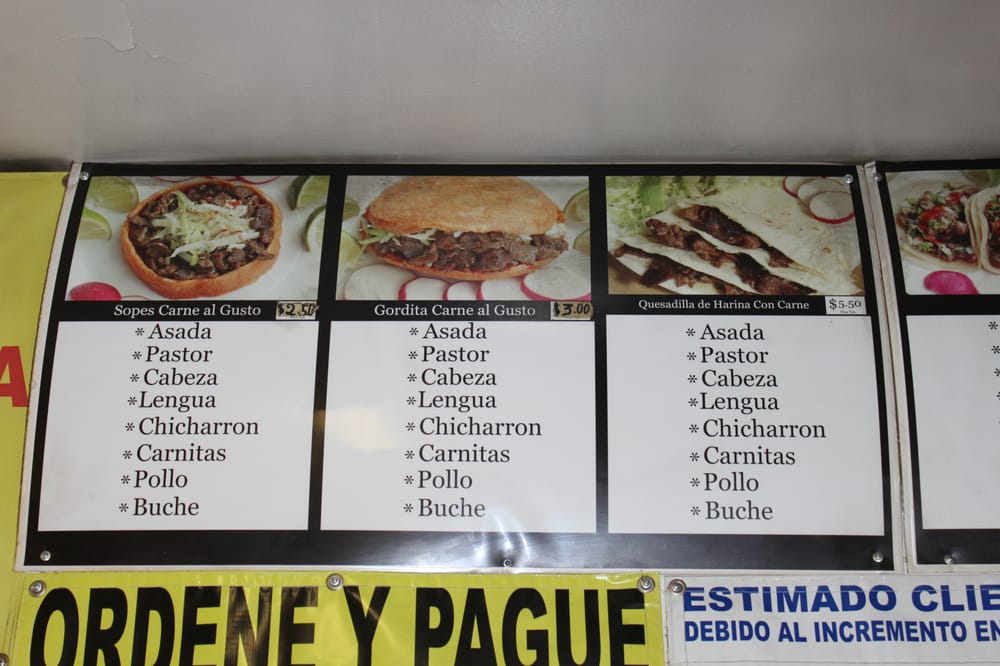 A
Sopes Carne al Gusto $2.50
* Asada
* Pastor
* Cabeza
* Lengua
* Chicharron
* Carnitas
* Pollo
* Buche
Gordita Carne al Gusto $3.00
* Asada
* Pastor
* Cabeza
* Lengua
* Chicharron
* Carnitas
* Pollo
* Buche
Quesadilla de Harina Con Carne $5.50
* Asada
* Pastor
* Cabeza
* Lengua
* Chicharron
* Carnitas
* Pollo
* Buche
*
*
*
*
ORDENE Y PAGUE
ESTIMADO CLIE
DEBIDO AL INCREMENTO EN